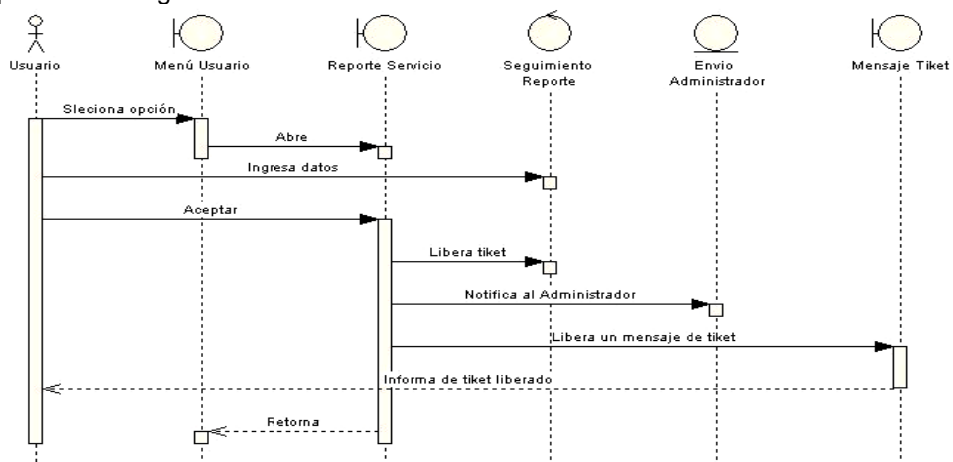 Usuario
Menú Usuario
Reporte Servicio
Seguimiento
Reporte
Envio
Administrador
Mensaje Tiket
Sleciona opción
Abre
Ingresa datos
Aceptar
Libera tiket
Notifica al Administrador
Libera un mensaje de tiket
Informa de tiket liberado
Retorna